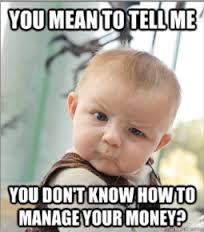 YOU MEAN TO TELL ME
YOU DON'T KNOW HOW TO
MANAGE YOUR MONEY?